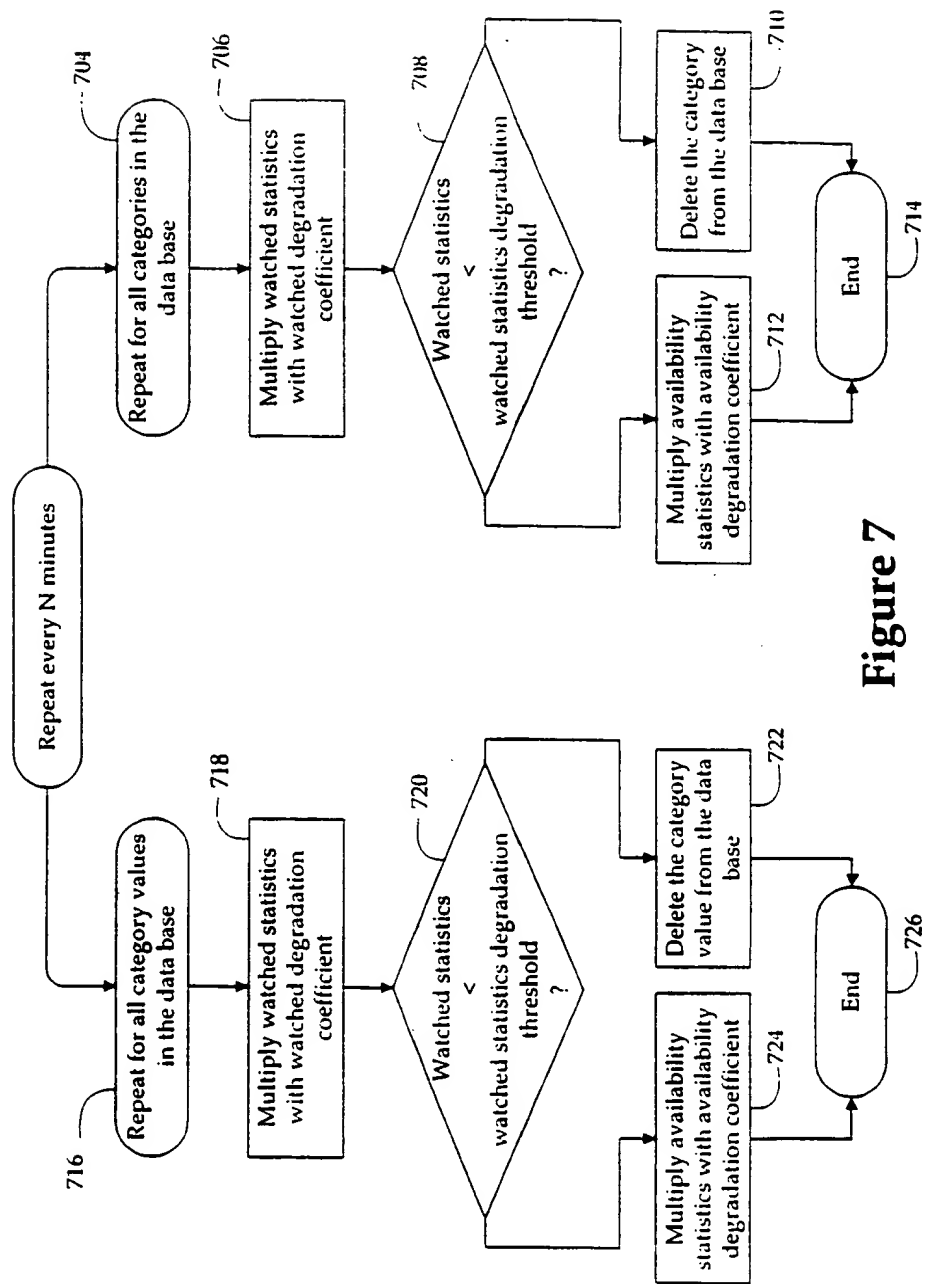 Repeat every N minutes
716
Repeat for all category values
in the data base
718
Multiply watched statistics
with watched degradation
coefficient
720
Watched statistics
<
watched statistics degradation
threshold
?
724
Multiply availability
statistics with availability
degradation coefficient
722
Delete the category
value from the data
base
End
726
704
Repeat for all categories in the
data base
706
Multiply watched statistics
with watched degradation
coefficient
708
Watched statistics
<
watched statistics degradation
threshold
?
712
Multiply availability
statistics with availability
degradation coefficient
710
Delete the category
from the data base
End
714
Figure 7